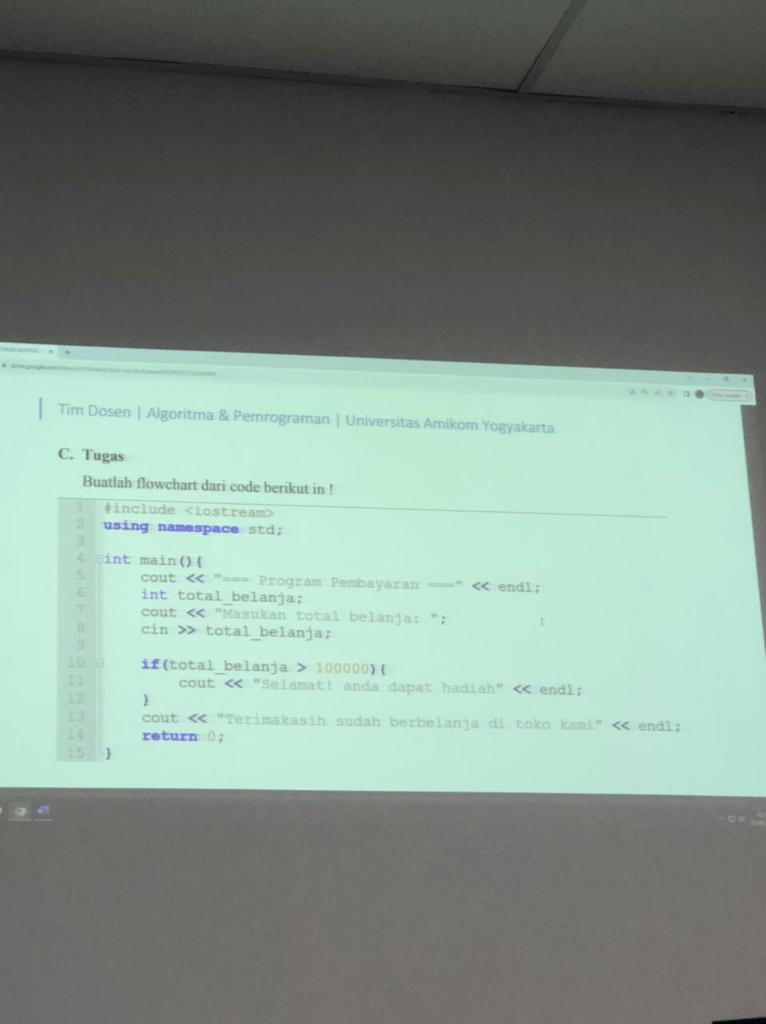 Tim Dosen | Algoritma & Pemrograman | Universitas Amikom Yogyakarta
C. Tugas
Buatlah flowchart dari code berikut in !
1 #include <iostream>
2 using namespace std;
3
4 int main(){
5 cout << "=== Program Pembayaran ===" << endl;
6 int total_belanja;
7 cout << "Masukan total belanja: ";
8 cin >> total_belanja;
9
10 if(total_belanja > 100000){
11 cout << "Selamat! anda dapat hadiah" << endl;
12 }
13 cout << "Terimakasih sudah berbelanja di toko kami" << endl;
14 return 0;
15 }